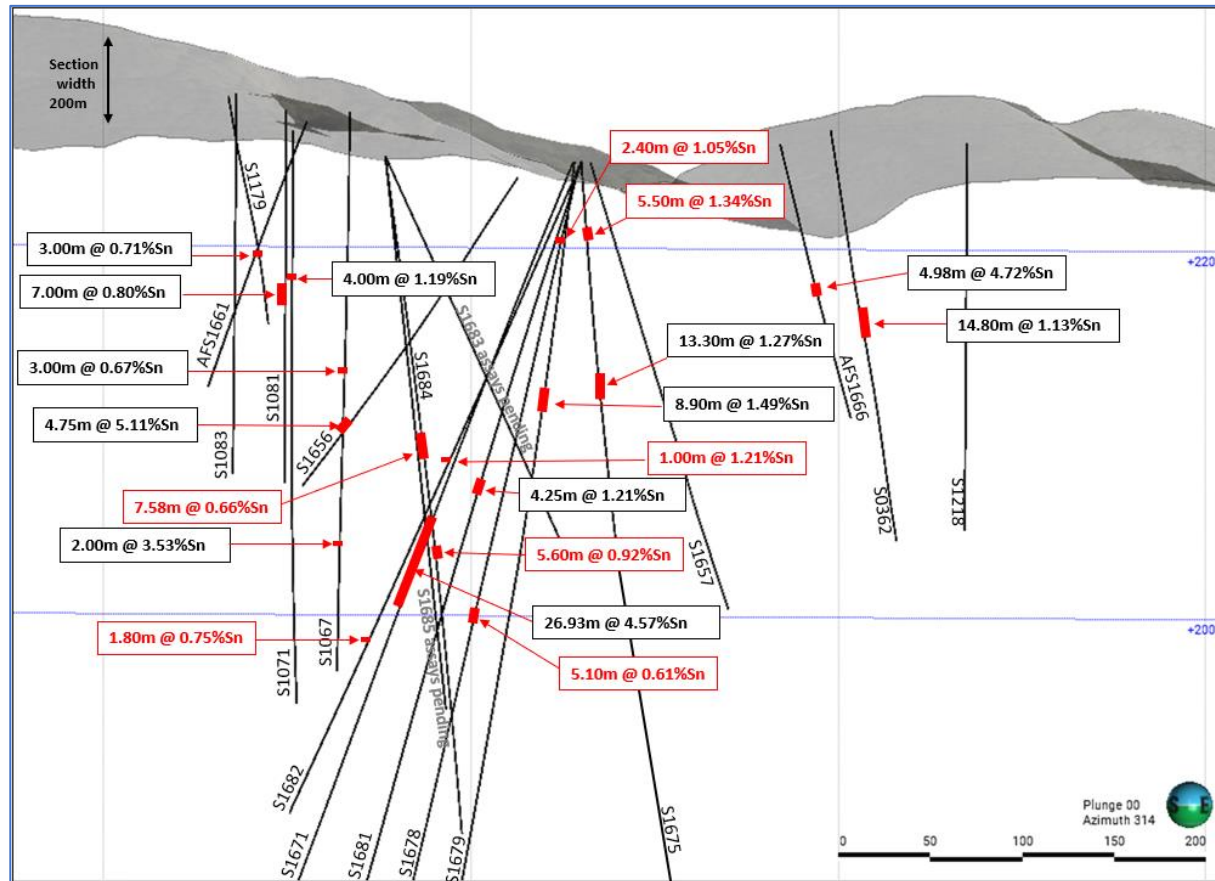 Section
width
200m
2.40m @ 1.05%Sn
5.50m @ 1.34%Sn
S1179
3.00m @ 0.71%Sn
+220
7.00m @ 0.80%Sn
4.00m @ 1.19%Sn
4.98m @ 4.72%Sn
AFS1661
14.80m @ 1.13%Sn
S1683 assays pending
13.30m @ 1.27%Sn
3.00m @ 0.67%Sn
S1684
S1081
AFS1666
8.90m @ 1.49%Sn
4.75m @ 5.11%Sn
S1083
S1656
1.00m @ 1.21%Sn
7.58m @ 0.66%Sn
4.25m @ 1.21%Sn
S0362
S1218
2.00m @ 3.53%Sn
5.60m @ 0.92%Sn
S1657
26.93m @ 4.57%Sn
S1685 assays pending
+200
1.80m @ 0.75%Sn
S1067
S1071
5.10m @ 0.61%Sn
S1682
S1671
S1681
S1678
S1679
S1675
Plunge 00
Azimuth 314
S E
0 50 100 150 200